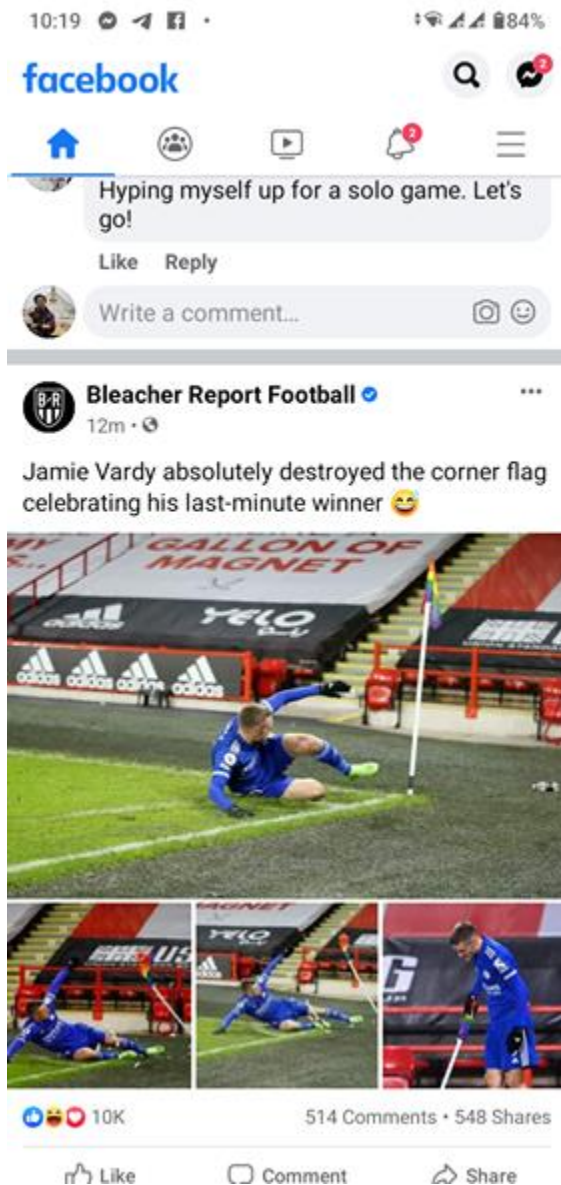 10:19
84%
facebook
2
2
Hyping myself up for a solo game. Let's
go!
Like Reply
Write a comment...
B/R
Bleacher Report Football
12m
Jamie Vardy absolutely destroyed the corner flag
celebrating his last-minute winner 😅
GALLON OF
MAGNET
adidas
YELO
adidas adidas adidas adidas
MAGNET
YELO
G
10K
514 Comments • 548 Shares
Like Comment Share